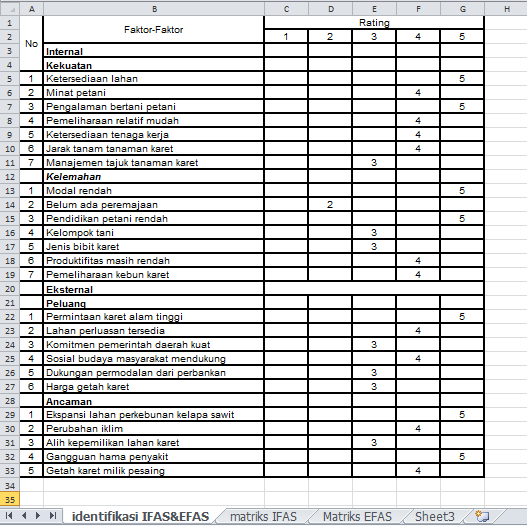 A B C D E F G H
1 Rating
2 No Faktor-Faktor 1 2 3 4 5
3 Internal
4 Kekuatan
5 1 Ketersediaan lahan 5
6 2 Minat petani 4
7 3 Pengalaman bertani petani 5
8 4 Pemeliharaan relatif mudah 4
9 5 Ketersediaan tenaga kerja 4
10 6 Jarak tanam tanaman karet 4
11 7 Manajemen tajuk tanaman karet 3
12 Kelemahan
13 1 Modal rendah 5
14 2 Belum ada peremajaan 2
15 3 Pendidikan petani rendah 5
16 4 Kelompok tani 3
17 5 Jenis bibit karet 3
18 6 Produktifitas masih rendah 4
19 7 Pemeliharaan kebun karet 4
20 Eksternal
21 Peluang
22 1 Permintaan karet alam tinggi 5
23 2 Lahan perluasan tersedia 4
24 3 Komitmen pemerintah daerah kuat 3
25 4 Sosial budaya masyarakat mendukung 4
26 5 Dukungan permodalan dari perbankan 3
27 6 Harga getah karet 3
28 Ancaman
29 1 Ekspansi lahan perkebunan kelapa sawit 5
30 2 Perubahan iklim 4
31 3 Alih kepemilikan lahan karet 3
32 4 Gangguan hama penyakit 5
33 5 Getah karet milik pesaing 4
34
35
identifikasi IFAS&EFAS matriks IFAS Matriks EFAS Sheet3